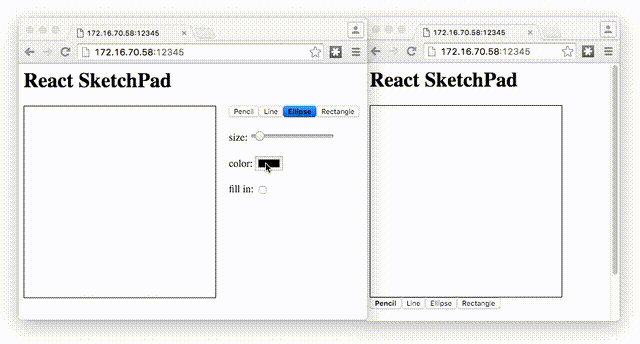 172.16.70.58:12345
172.16.70.58:12345
React SketchPad
Pencil Line Ellipse Rectangle
size:
color:
fill in:
172.16.70.58:12345
172.16.70.58:12345
React SketchPad
Pencil Line Ellipse Rectangle